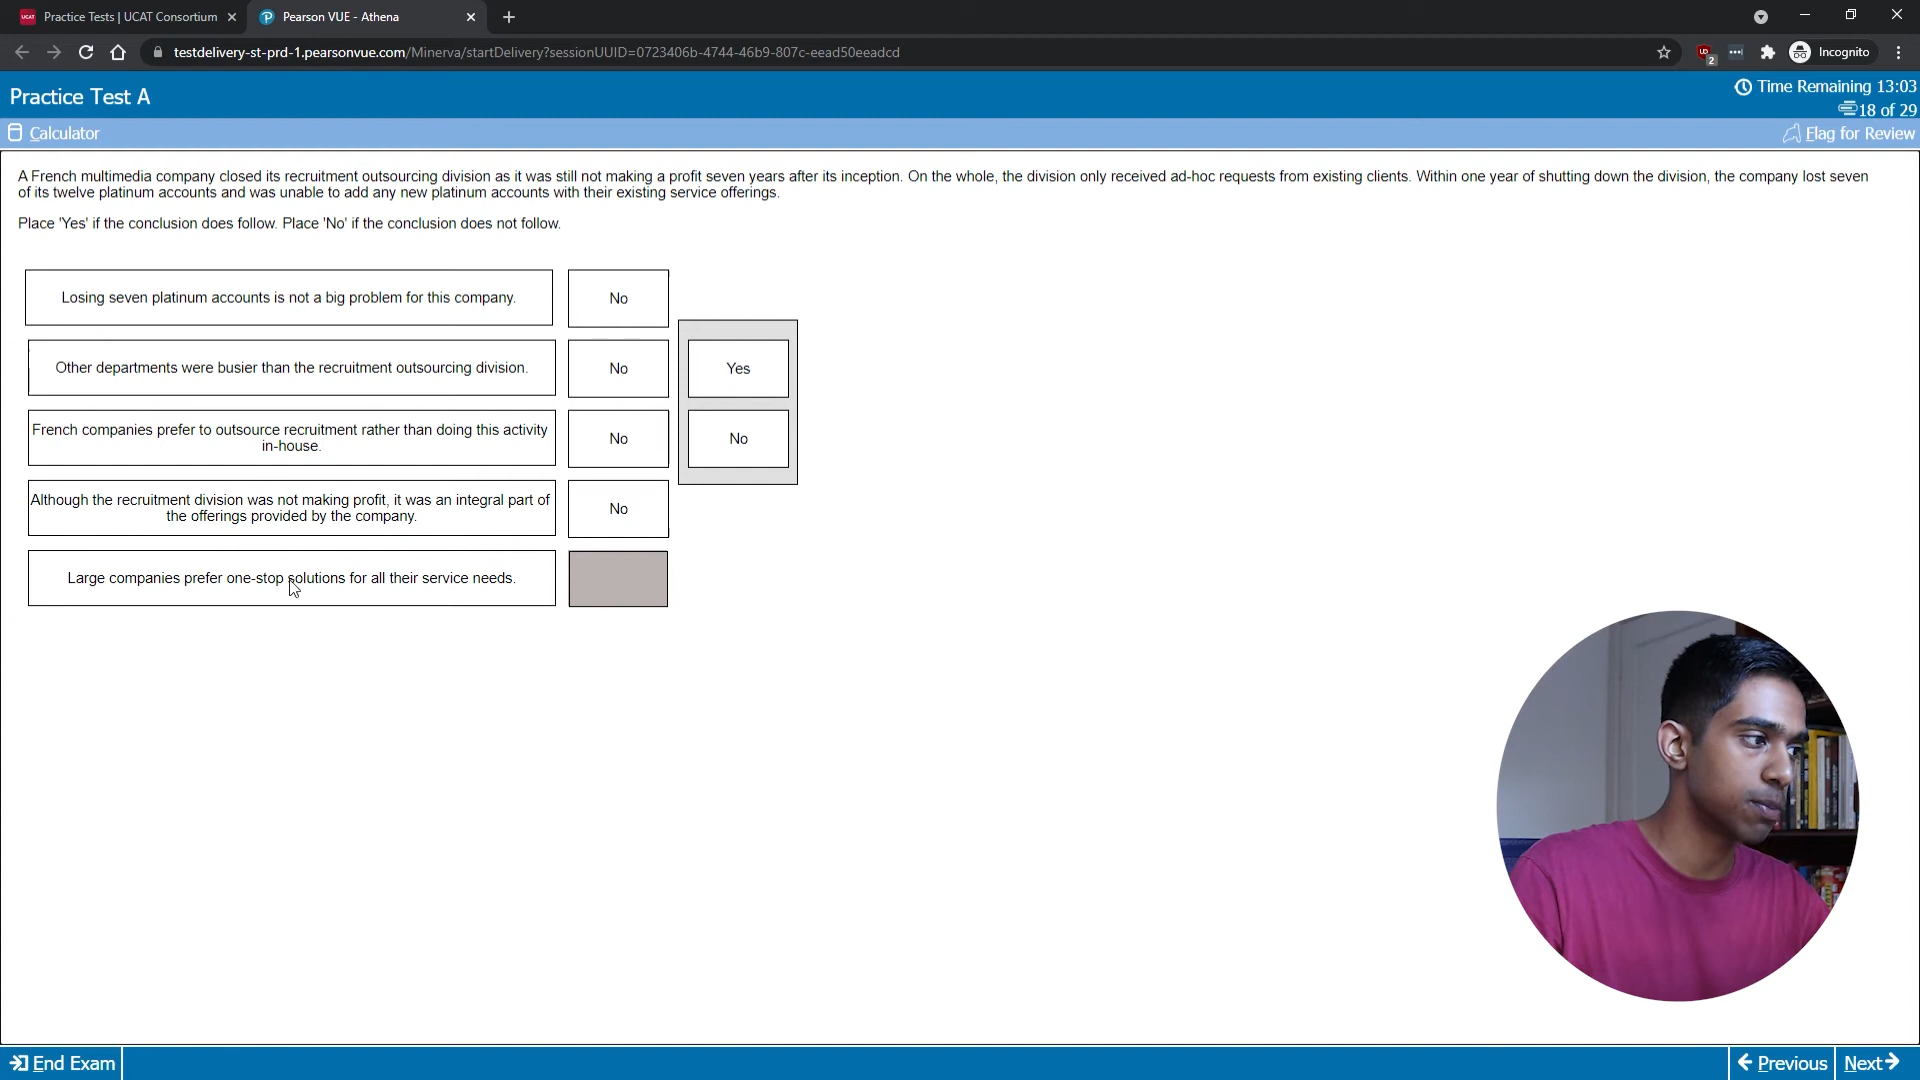 Practice Tests | UCAT Consortium
Pearson VUE - Athena
testdelivery-st-prd-1.pearsonvue.com/Minerva/startDelivery?sessionUUID=0723406b-4744-46b9-807c-eead50eeadcd
2
Incognito
Practice Test A
Time Remaining 13:03
18 of 29
Calculator
Flag for Review
A French multimedia company closed its recruitment outsourcing division as it was still not making a profit seven years after its inception. On the whole, the division only received ad-hoc requests from existing clients. Within one year of shutting down the division, the company lost seven
of its twelve platinum accounts and was unable to add any new platinum accounts with their existing service offerings.
Place 'Yes' if the conclusion does follow. Place 'No' if the conclusion does not follow.
Losing seven platinum accounts is not a big problem for this company.
No
Other departments were busier than the recruitment outsourcing division.
No
Yes
French companies prefer to outsource recruitment rather than doing this activity
in-house.
No
No
Although the recruitment division was not making profit, it was an integral part of
the offerings provided by the company.
No
Large companies prefer one-stop solutions for all their service needs.
End Exam
Previous
Next